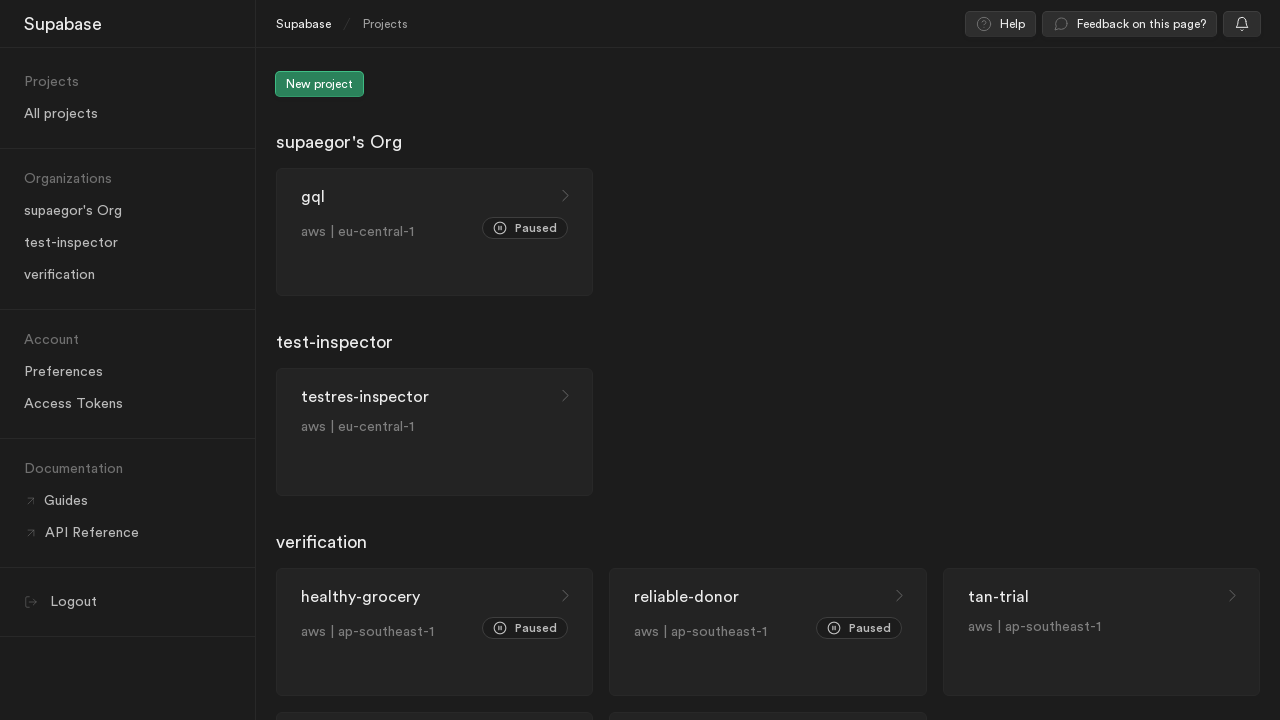 Supabase
Supabase / Projects
Help
Feedback on this page?
Projects
All projects
Organizations
supaegor's Org
test-inspector
verification
Account
Preferences
Access Tokens
Documentation
Guides
API Reference
Logout
New project
supaegor's Org
gql
aws | eu-central-1
Paused
test-inspector
testres-inspector
aws | eu-central-1
verification
healthy-grocery
aws | ap-southeast-1
Paused
reliable-donor
aws | ap-southeast-1
Paused
tan-trial
aws | ap-southeast-1